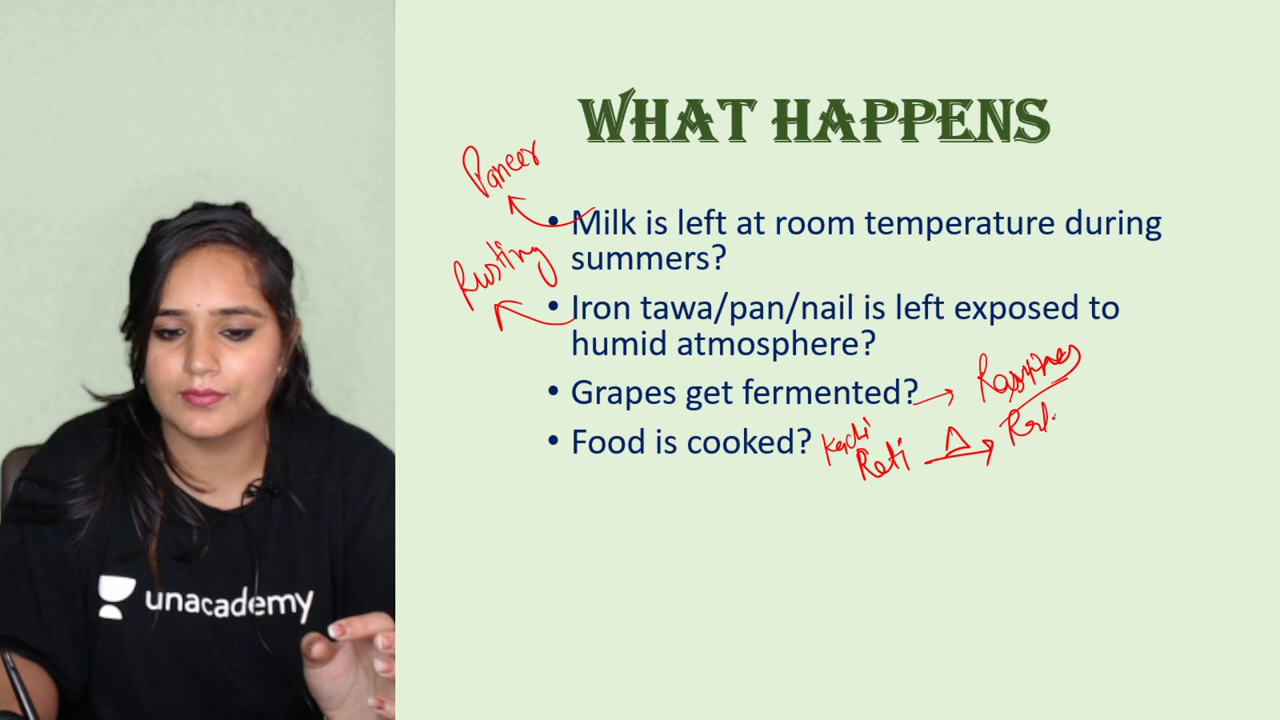 WHAT HAPPENS
Paneer
• Milk is left at room temperature during
summers?
Rusting
• Iron tawa/pan/nail is left exposed to
humid atmosphere?
• Grapes get fermented? →
• Food is cooked? Kachi
Roti Δ →
unacademy